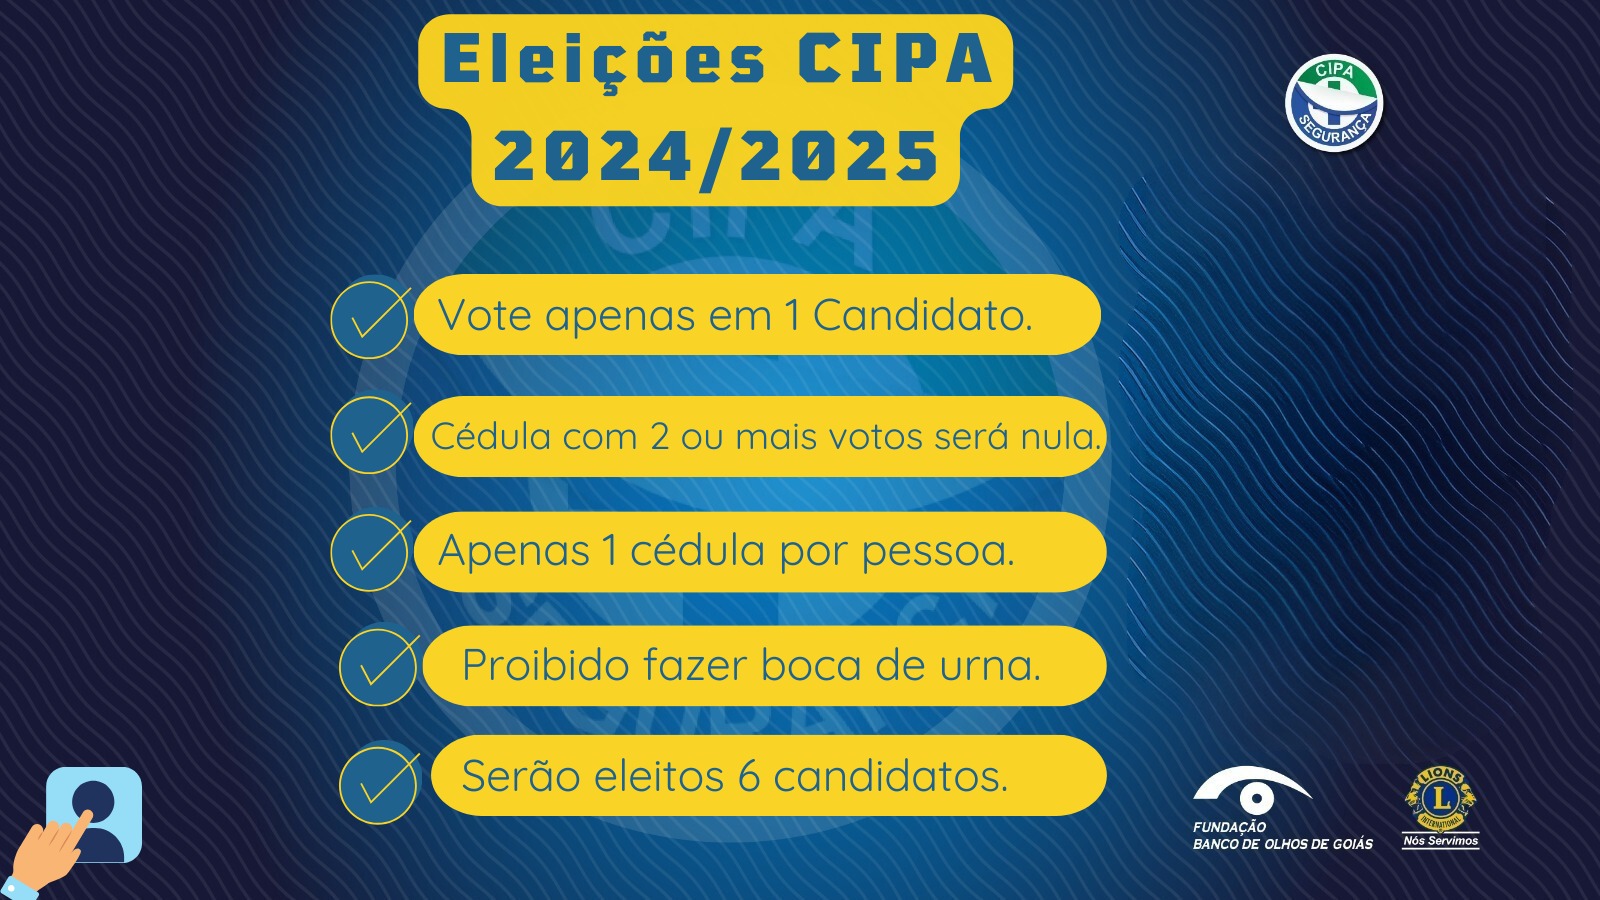 Eleições CIPA
2024/2025
CIPA
SEGURANÇA
Vote apenas em 1 Candidato.
Cédula com 2 ou mais votos será nula.
Apenas 1 cédula por pessoa.
Proibido fazer boca de urna.
Serão eleitos 6 candidatos.
FUNDAÇÃO
BANCO DE OLHOS DE GOIÁS
LIONS
L
INTERNATIONAL
Nós Servimos